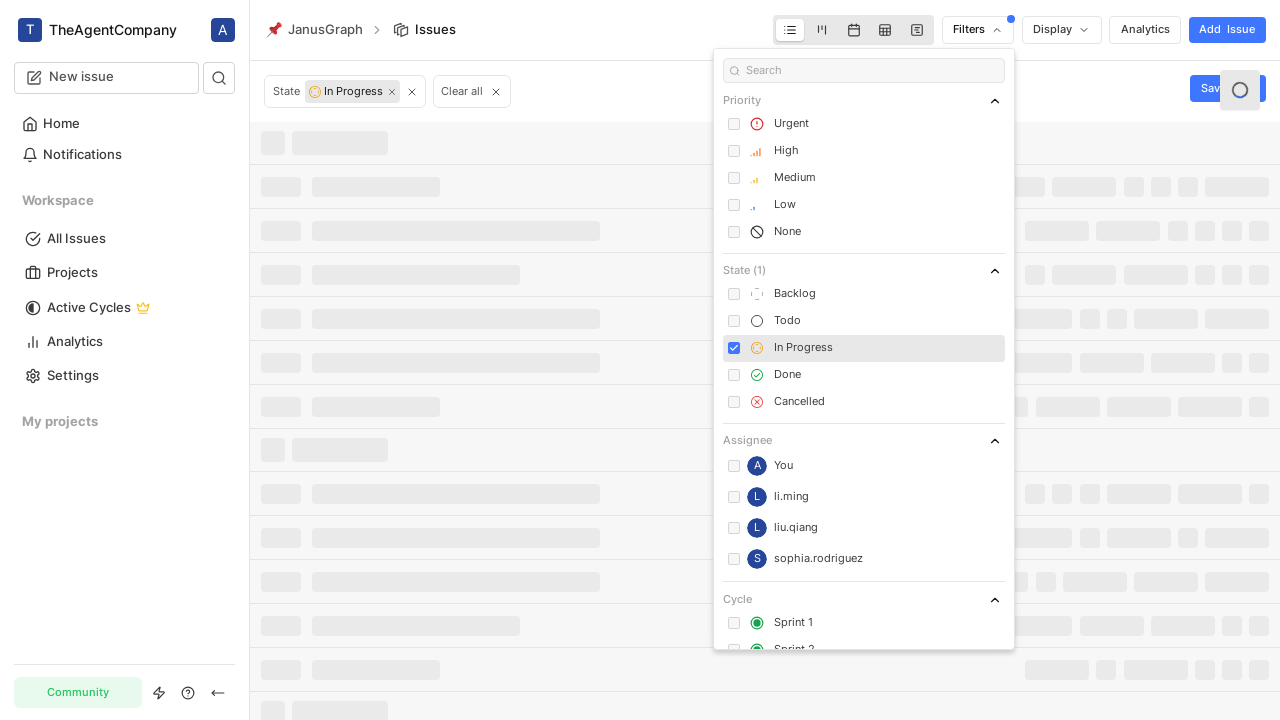 T TheAgentCompany A
New issue
Home
Notifications
Workspace
All Issues
Projects
Active Cycles
Analytics
Settings
My projects
Community
JanusGraph
Issues
Filters
Display
Analytics
Add Issue
State In Progress
Clear all
Search
Priority
Urgent
High
Medium
Low
None
State (1)
Backlog
Todo
In Progress
Done
Cancelled
Assignee
A You
L li.ming
L liu.qiang
S sophia.rodriguez
Cycle
Sprint 1
Sprint 2